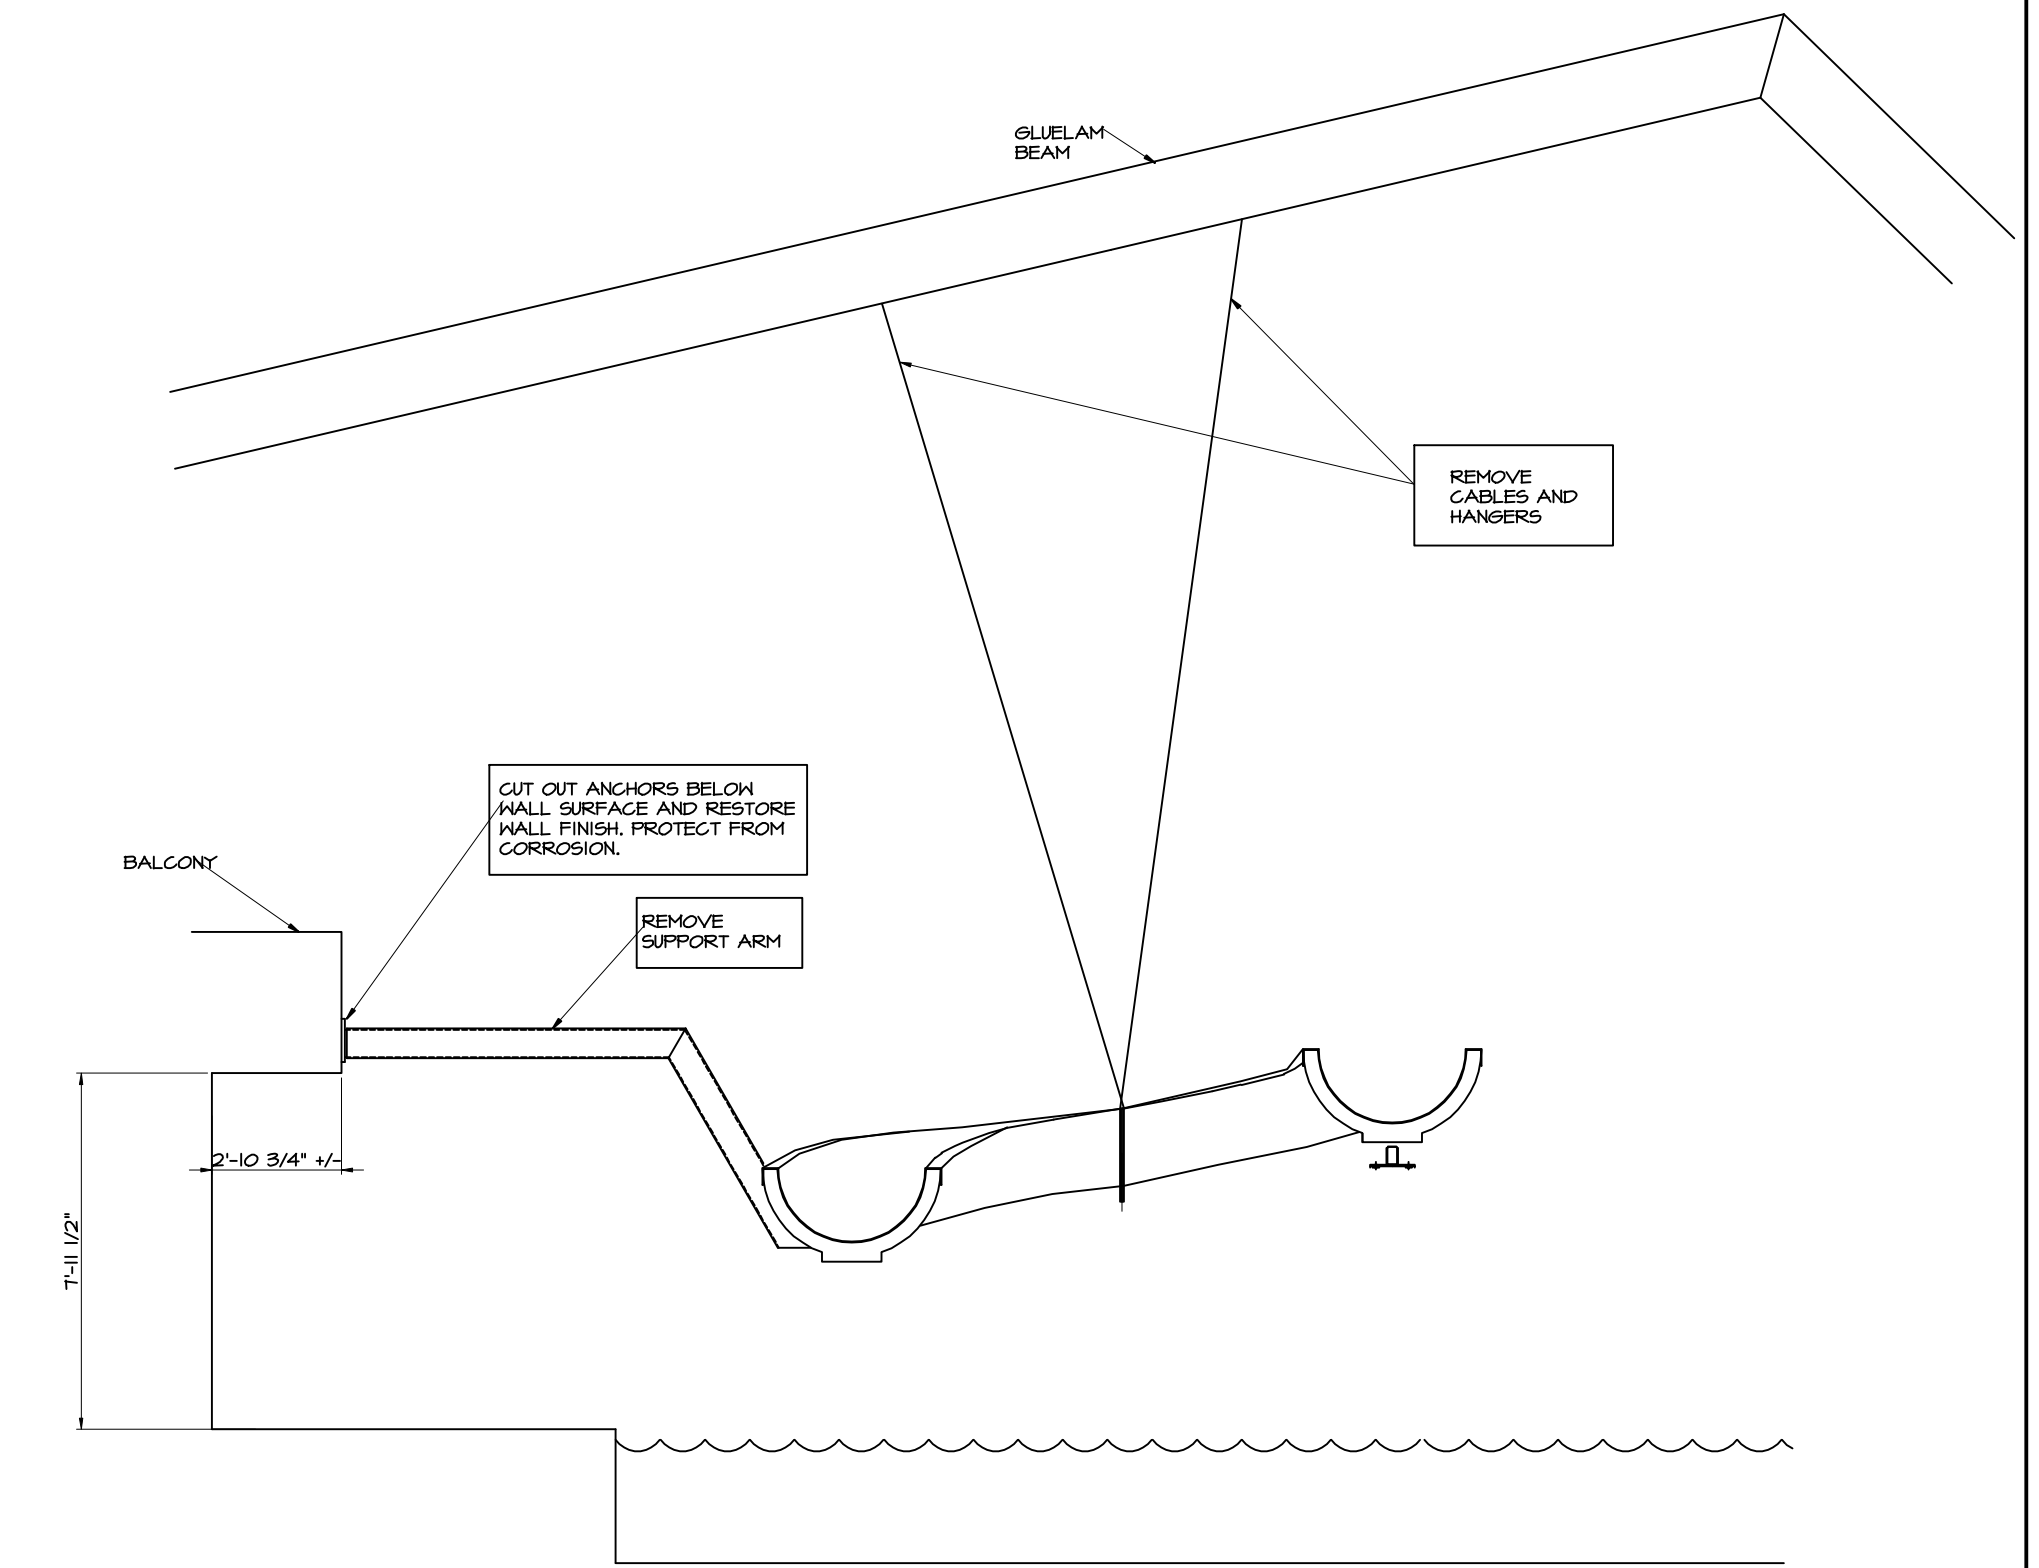 GLUELAM
BEAM
REMOVE
CABLES AND
HANGERS
CUT OUT ANCHORS BELOW
WALL SURFACE AND RESTORE
WALL FINISH. PROTECT FROM
CORROSION.
BALCONY
REMOVE
SUPPORT ARM
2'-10 3/4" +/-
7'-11 1/2"